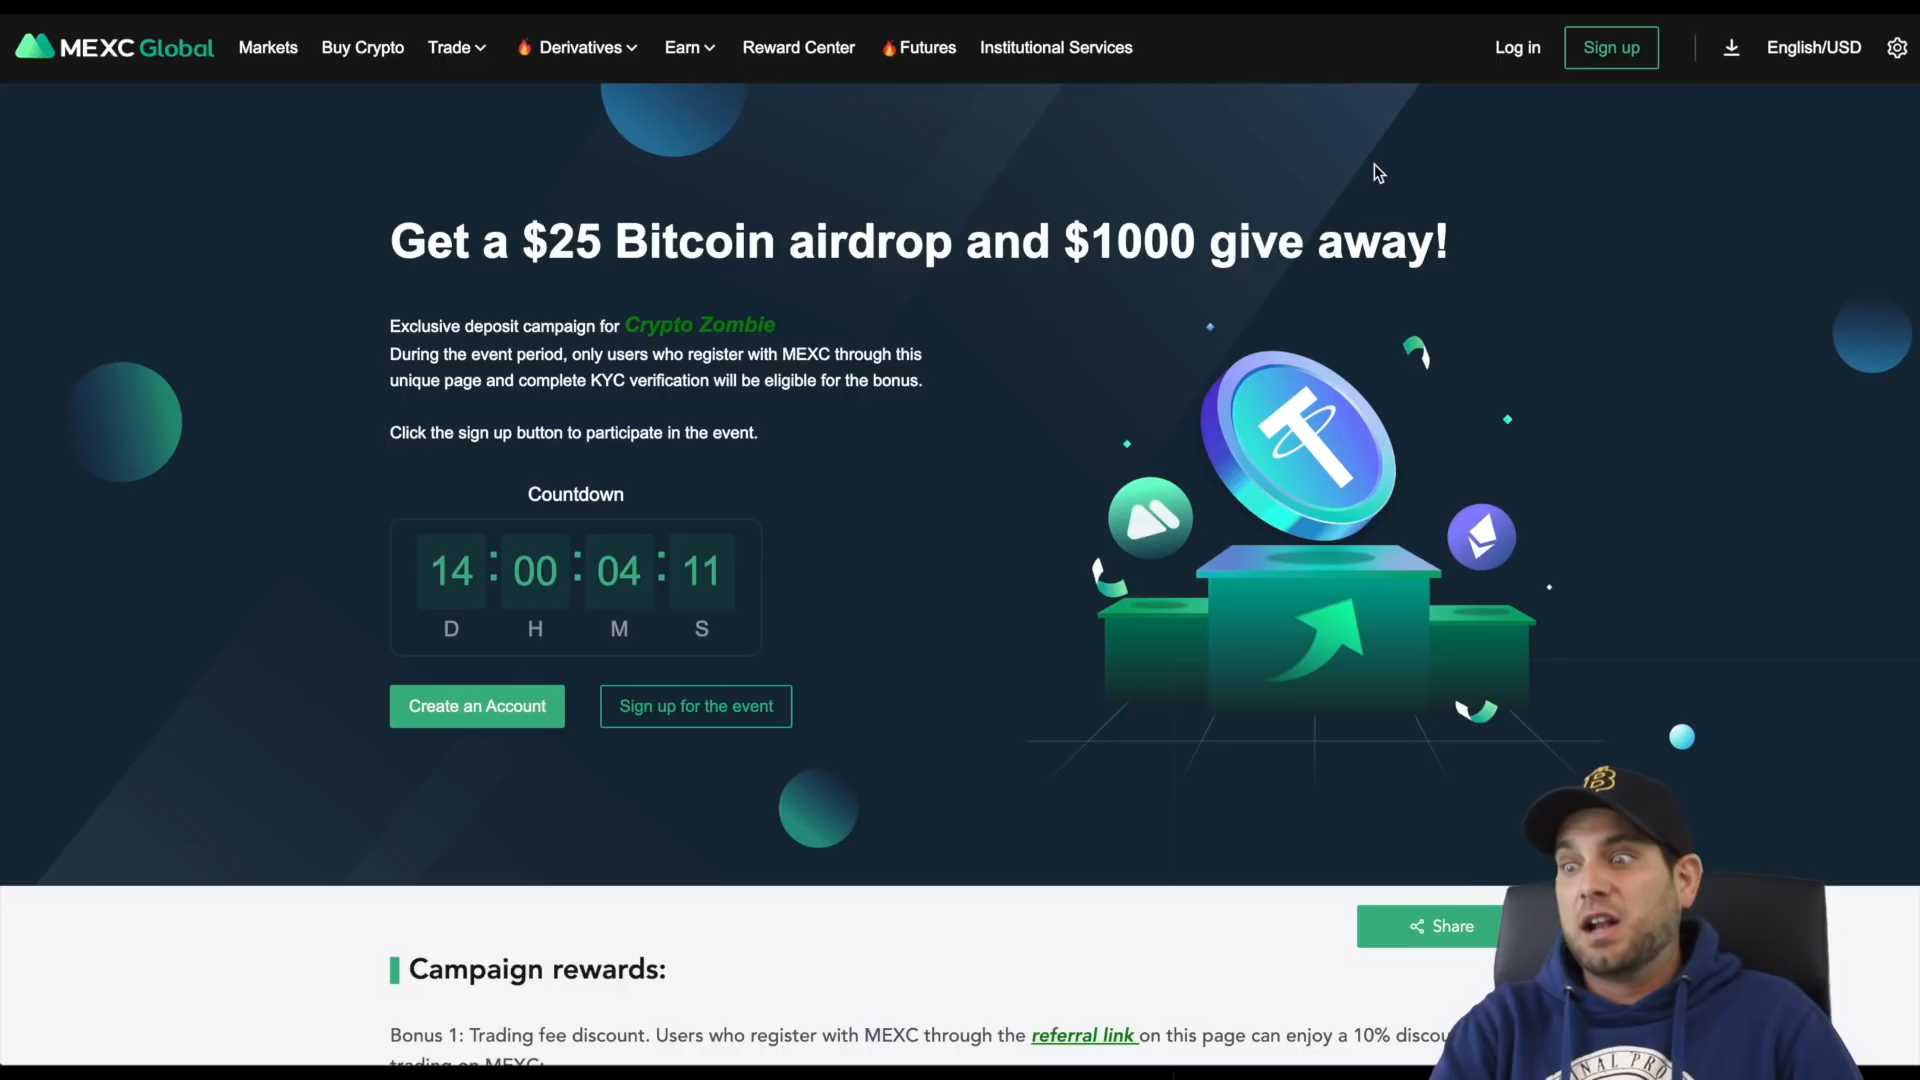 MEXC Global Markets Buy Crypto Trade Derivatives Earn Reward Center Futures Institutional Services Log in Sign up English/USD
Get a $25 Bitcoin airdrop and $1000 give away!
Exclusive deposit campaign for Crypto Zombie
During the event period, only users who register with MEXC through this
unique page and complete KYC verification will be eligible for the bonus.
Click the sign up button to participate in the event.
Countdown
14 : 00 : 04 : 11
D H M S
Create an Account Sign up for the event
Share
Campaign rewards:
Bonus 1: Trading fee discount. Users who register with MEXC through the referral link on this page can enjoy a 10%
trading on MEXC: